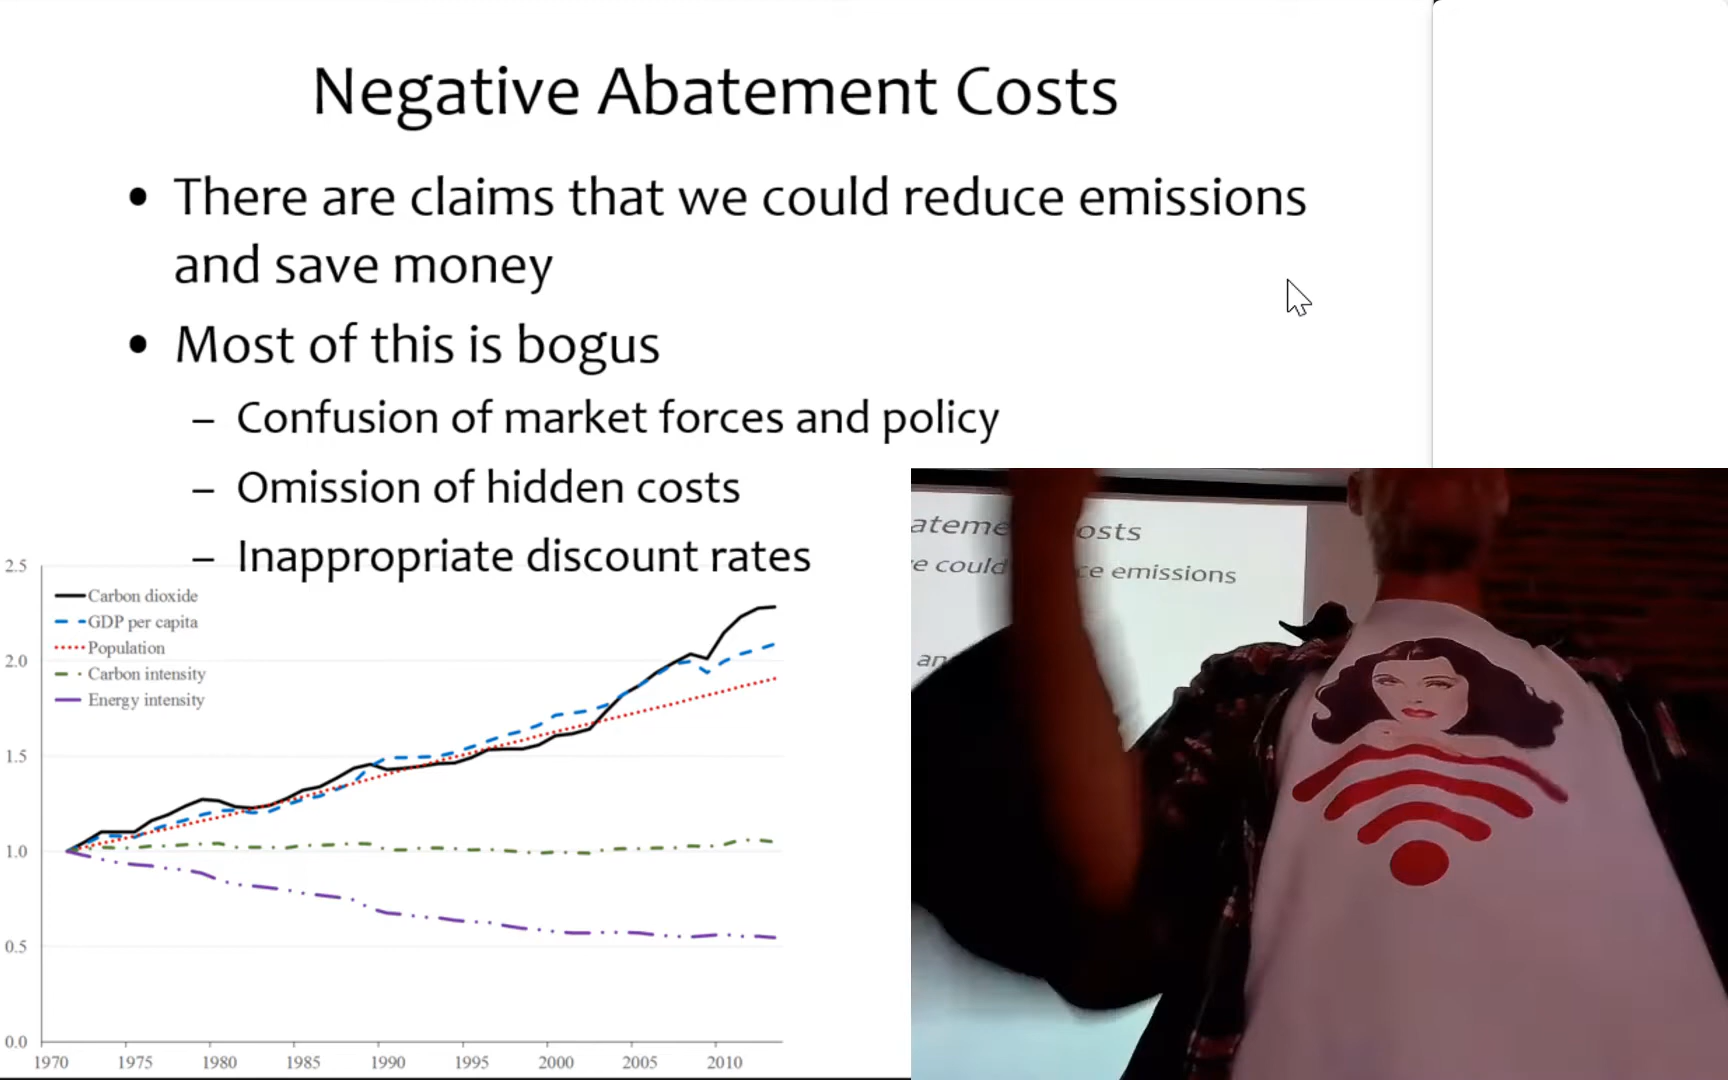 Negative Abatement Costs
• There are claims that we could reduce emissions
and save money
• Most of this is bogus
– Confusion of market forces and policy
– Omission of hidden costs
– Inappropriate discount rates
2.5
2.0
1.5
1.0
0.5
0.0
Carbon dioxide
GDP per capita
Population
Carbon intensity
Energy intensity
1970 1975 1980 1985 1990 1995 2000 2005 2010
ateme osts
e could ce emissions
an